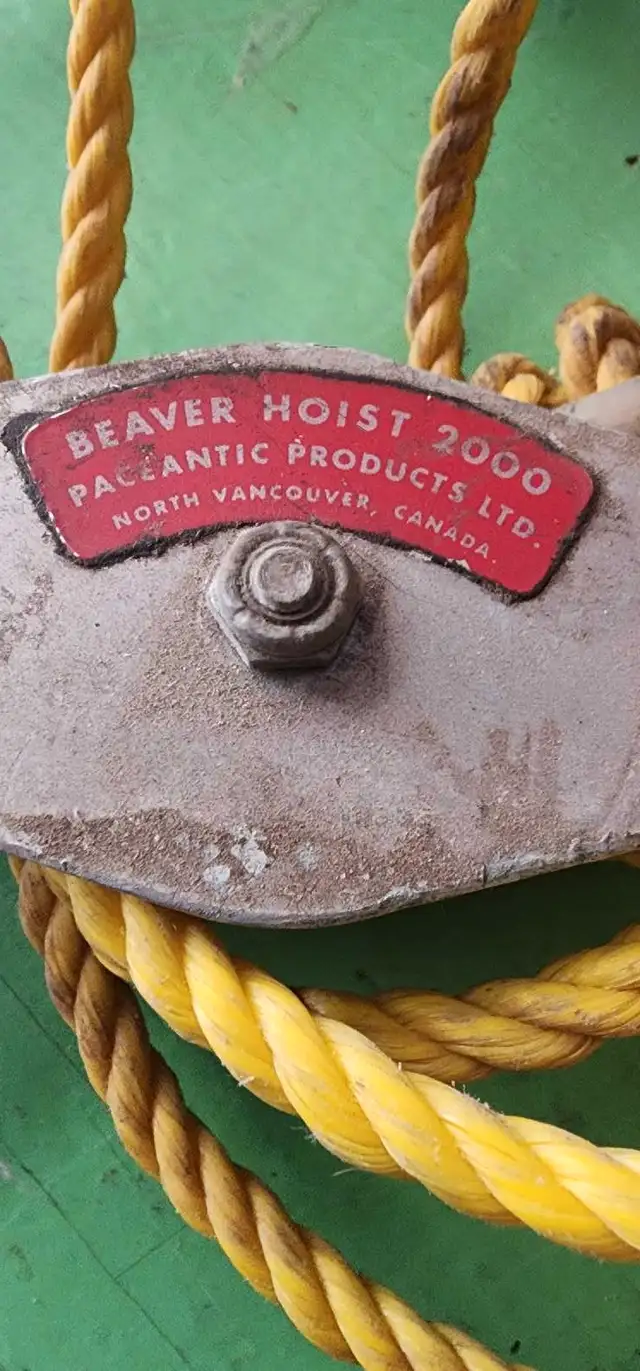 BEAVER HOIST 2000
PACEANTIC PRODUCTS LTD.
NORTH VANCOUVER, CANADA.